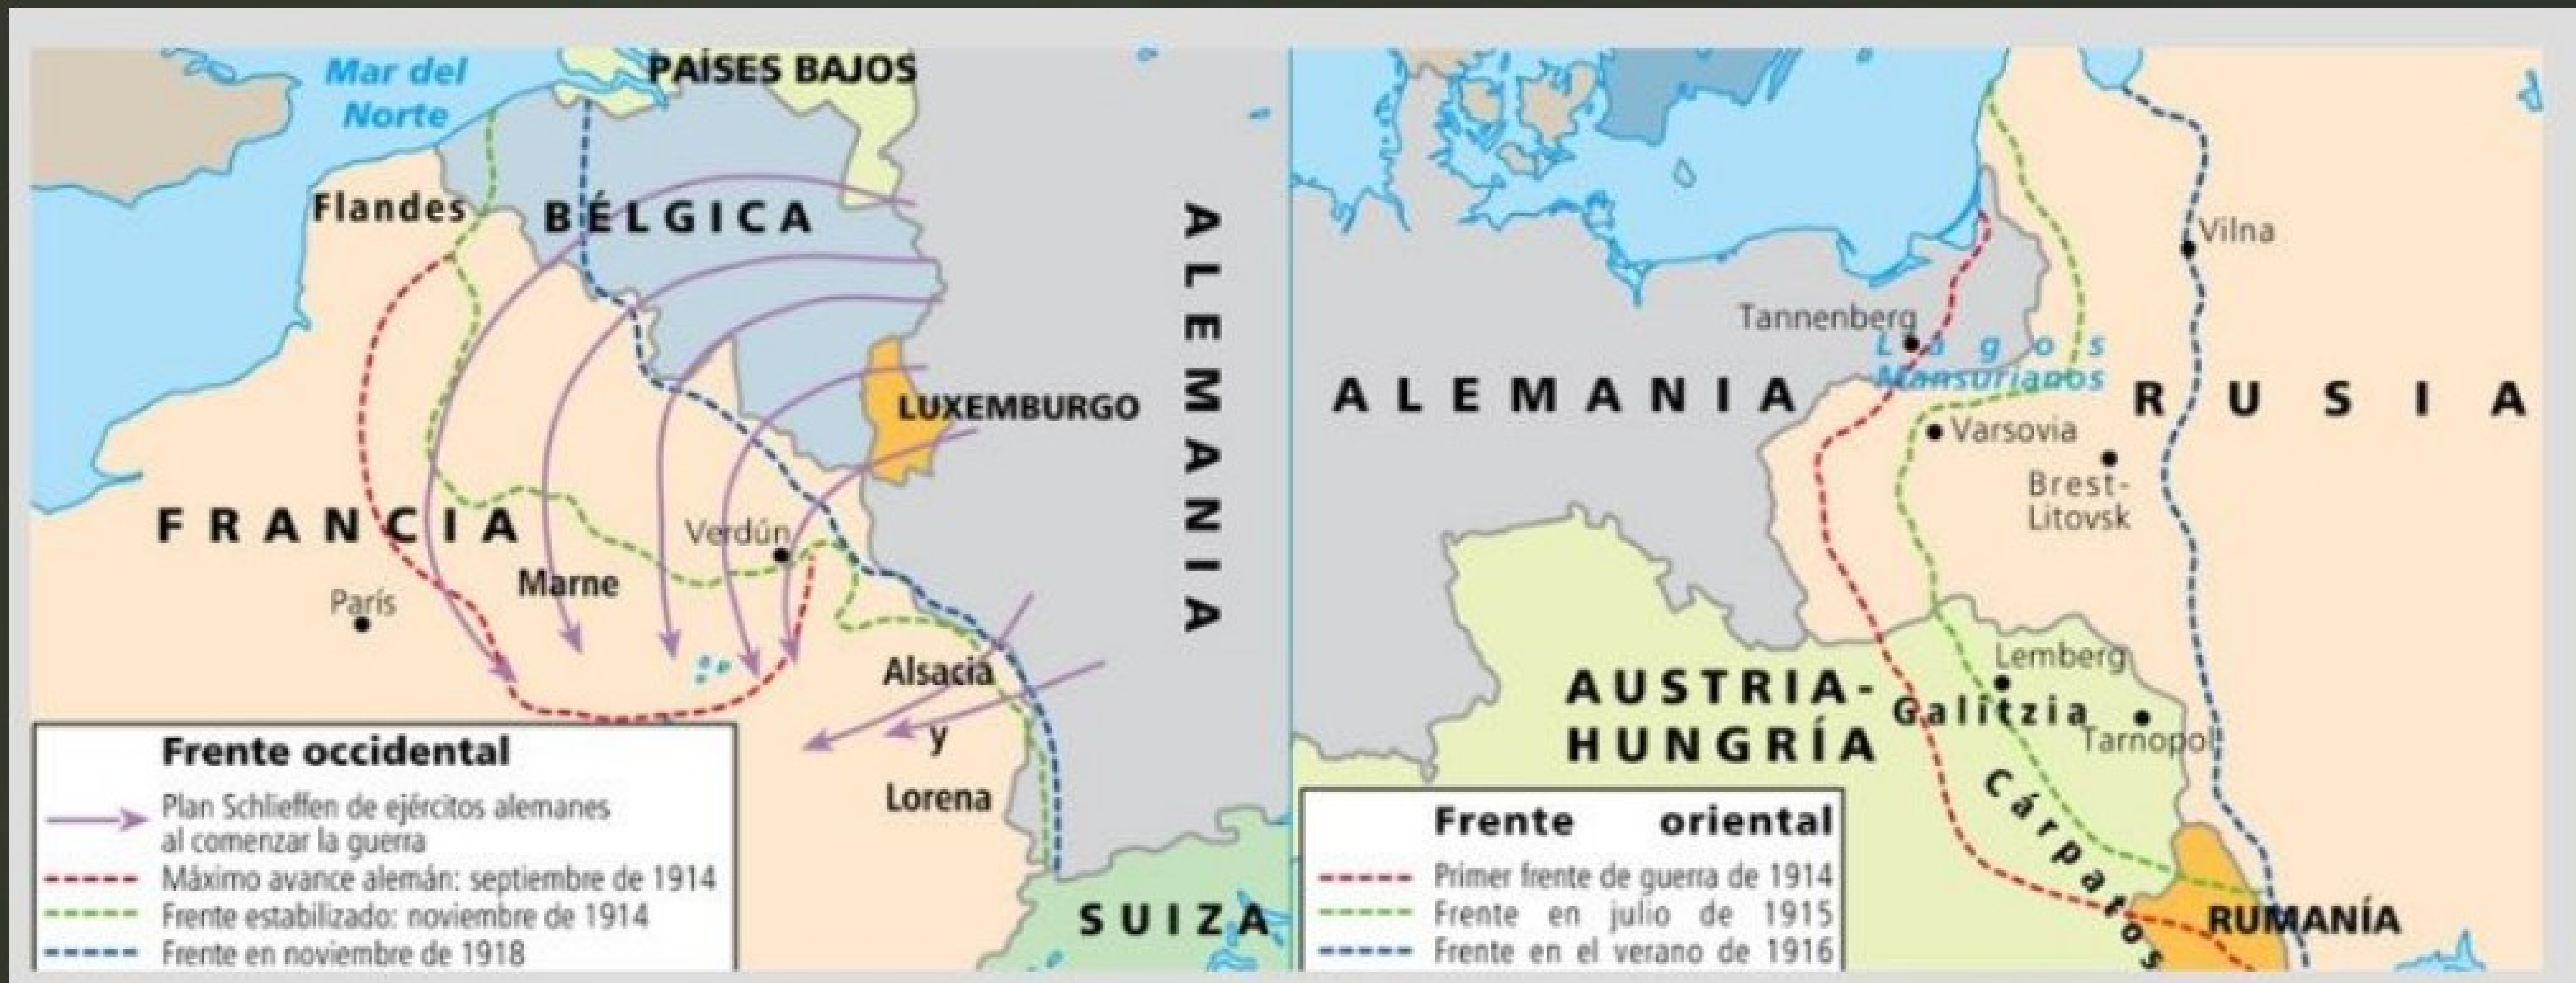 Mar del
Norte
PAÍSES BAJOS
Flandes
BÉLGICA
ALEMANIA
LUXEMBURGO
FRANCIA
Verdún
Marne
París
Alsacia
y
Lorena
SUIZA
Frente occidental
Plan Schlieffen de ejércitos alemanes
al comenzar la guerra
Máximo avance alemán: septiembre de 1914
Frente estabilizado: noviembre de 1914
Frente en noviembre de 1918
Vilna
Tannenberg
Lagos
Mansurianos
ALEMANIA
RUSIA
Varsovia
Brest-
Litovsk
AUSTRIA-
HUNGRÍA
Lemberg
Galitzia
Tarnopol
Cárpatos
RUMANÍA
Frente oriental
Primer frente de guerra de 1914
Frente en julio de 1915
Frente en el verano de 1916